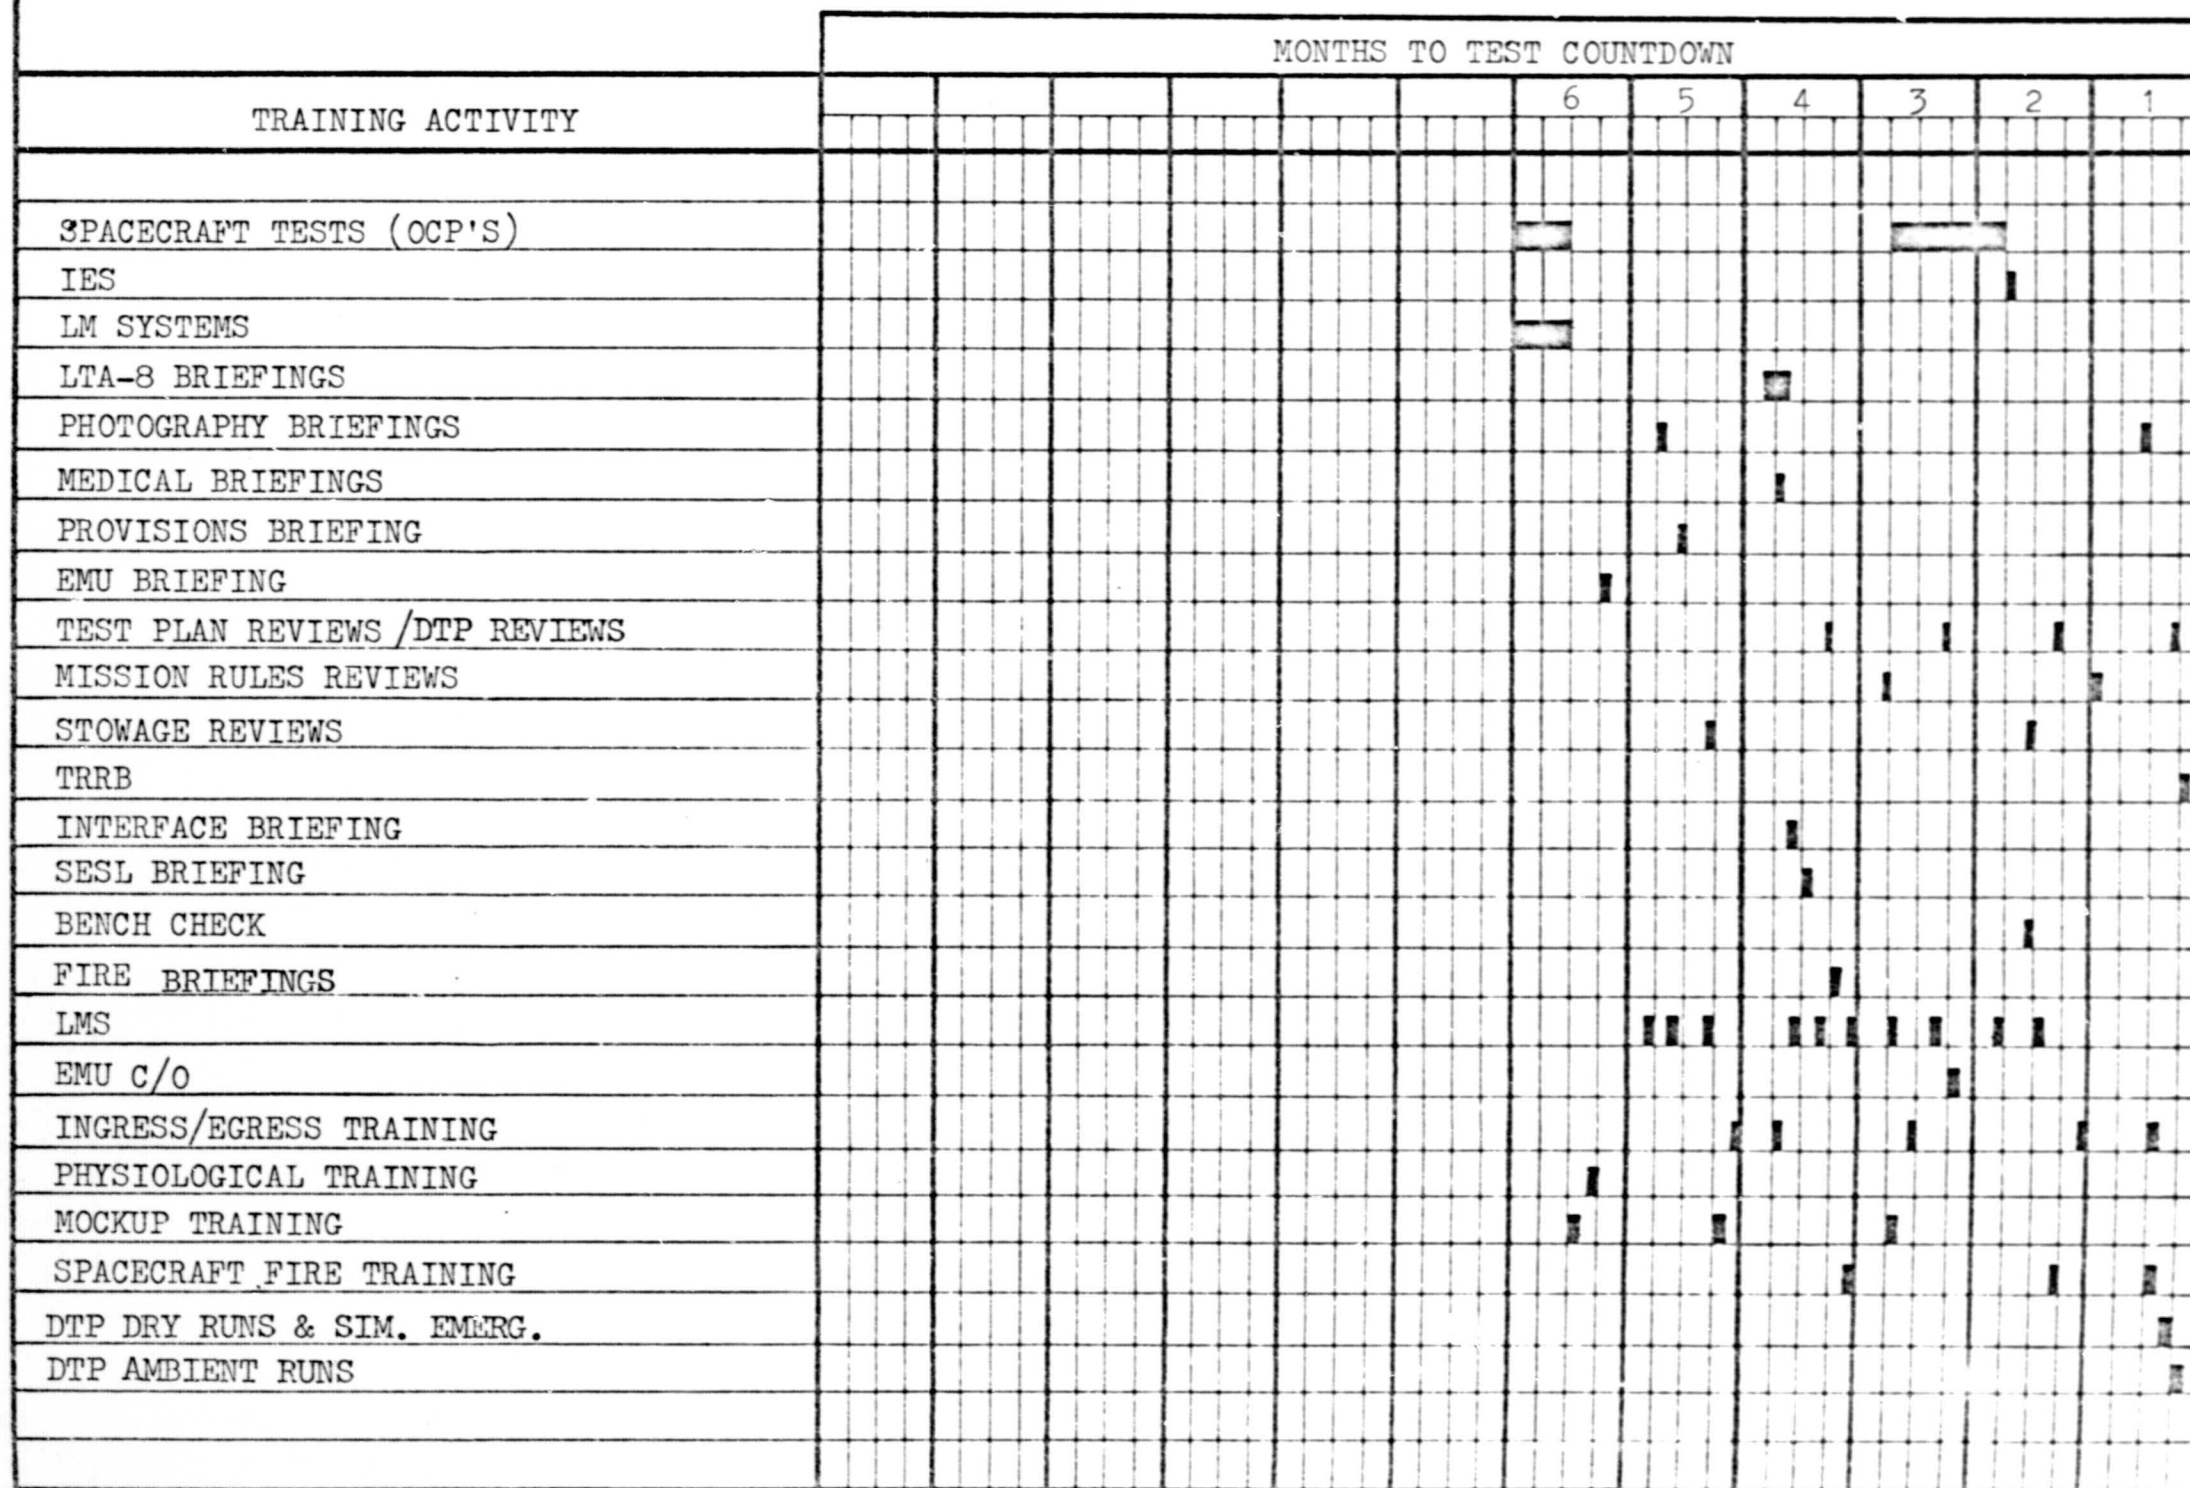 MONTHS TO TEST COUNTDOWN
TRAINING ACTIVITY
6 5 4 3 2 1
SPACECRAFT TESTS (OCP'S)
IES
LM SYSTEMS
LTA-8 BRIEFINGS
PHOTOGRAPHY BRIEFINGS
MEDICAL BRIEFINGS
PROVISIONS BRIEFING
EMU BRIEFING
TEST PLAN REVIEWS /DTP REVIEWS
MISSION RULES REVIEWS
STOWAGE REVIEWS
TRRB
INTERFACE BRIEFING
SESL BRIEFING
BENCH CHECK
FIRE BRIEFINGS
LMS
EMU C/O
INGRESS/EGRESS TRAINING
PHYSIOLOGICAL TRAINING
MOCKUP TRAINING
SPACECRAFT FIRE TRAINING
DTP DRY RUNS & SIM. EMERG.
DTP AMBIENT RUNS